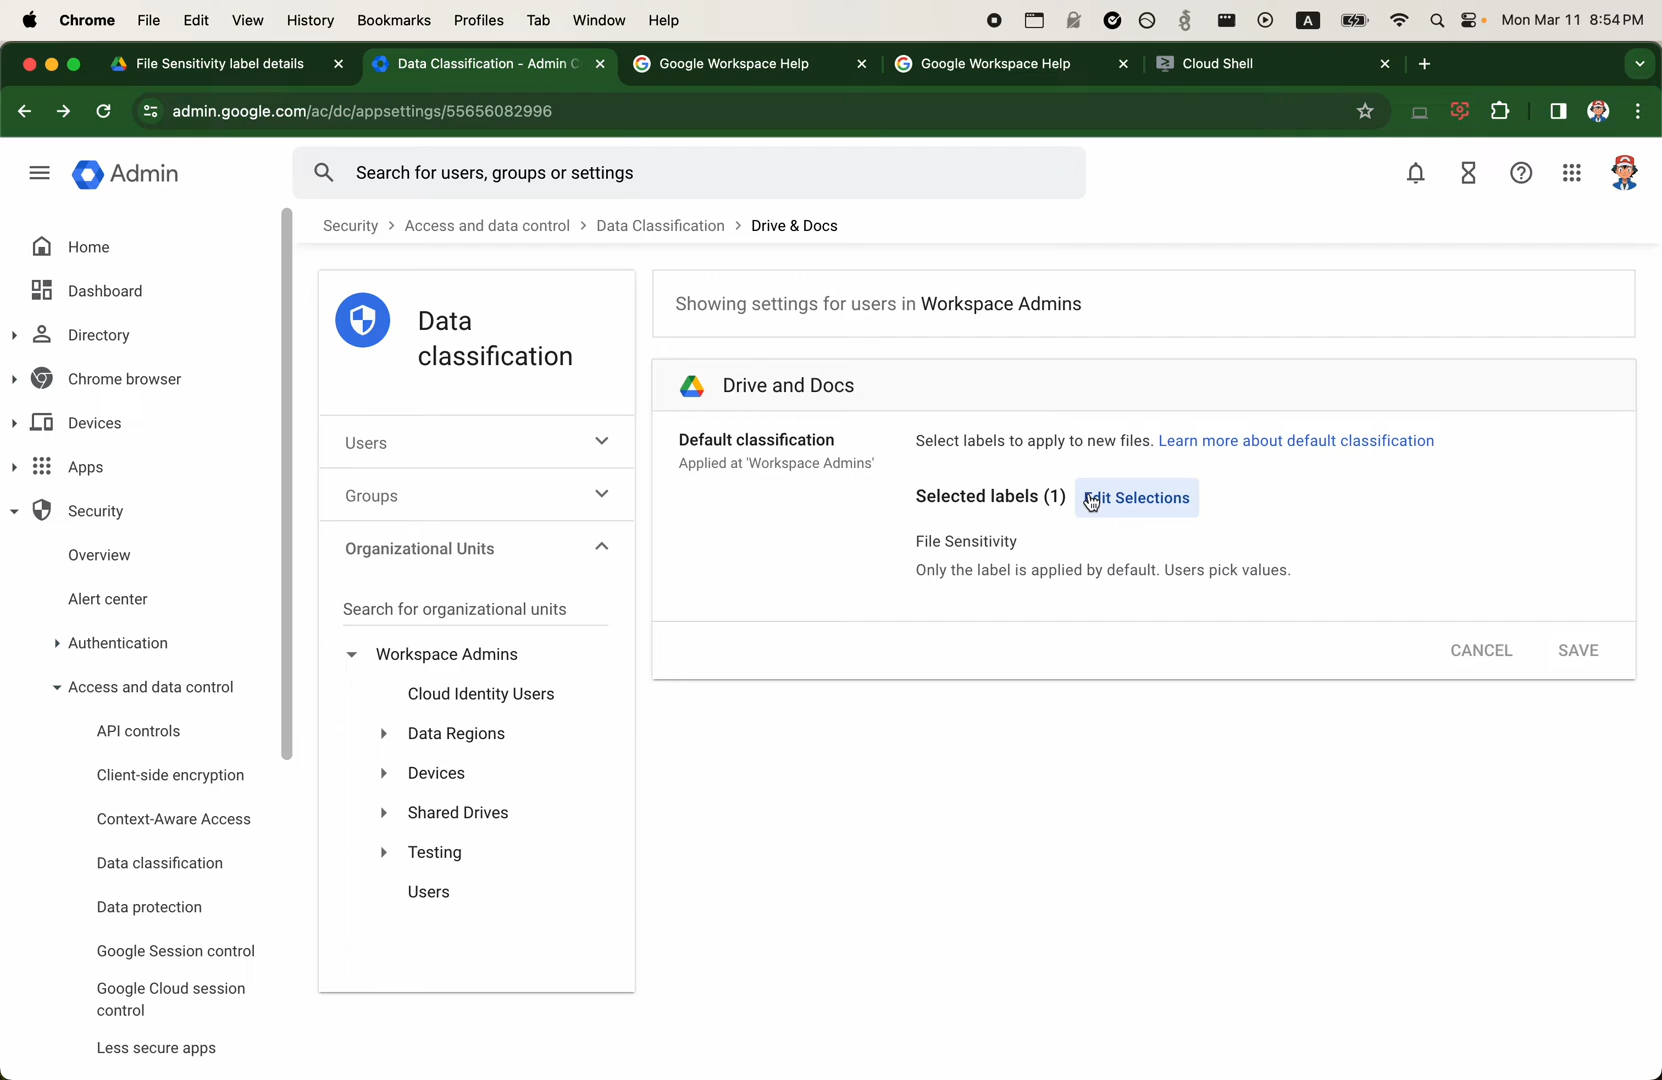 Chrome File Edit View History Bookmarks Profiles Tab Window Help A Mon Mar 11 8:54 PM
File Sensitivity label details Data Classification - Admin C Google Workspace Help Google Workspace Help Cloud Shell
admin.google.com/ac/dc/appsettings/55656082996
Admin
Search for users, groups or settings
Security > Access and data control > Data Classification > Drive & Docs
Home
Dashboard
Directory
Chrome browser
Devices
Apps
Security
Overview
Alert center
Authentication
Access and data control
API controls
Client-side encryption
Context-Aware Access
Data classification
Data protection
Google Session control
Google Cloud session
control
Less secure apps
Data
classification
Users
Groups
Organizational Units
Search for organizational units
Workspace Admins
Cloud Identity Users
Data Regions
Devices
Shared Drives
Testing
Users
Showing settings for users in Workspace Admins
Drive and Docs
Default classification
Applied at 'Workspace Admins'
Select labels to apply to new files. Learn more about default classification
Selected labels (1) Edit Selections
File Sensitivity
Only the label is applied by default. Users pick values.
CANCEL SAVE